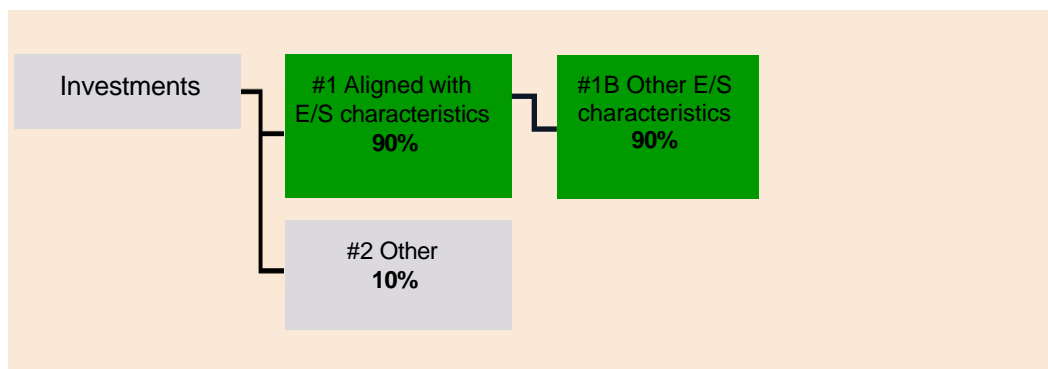 Investments
#1 Aligned with
E/S characteristics
90%
#1B Other E/S
characteristics
90%
#2 Other
10%